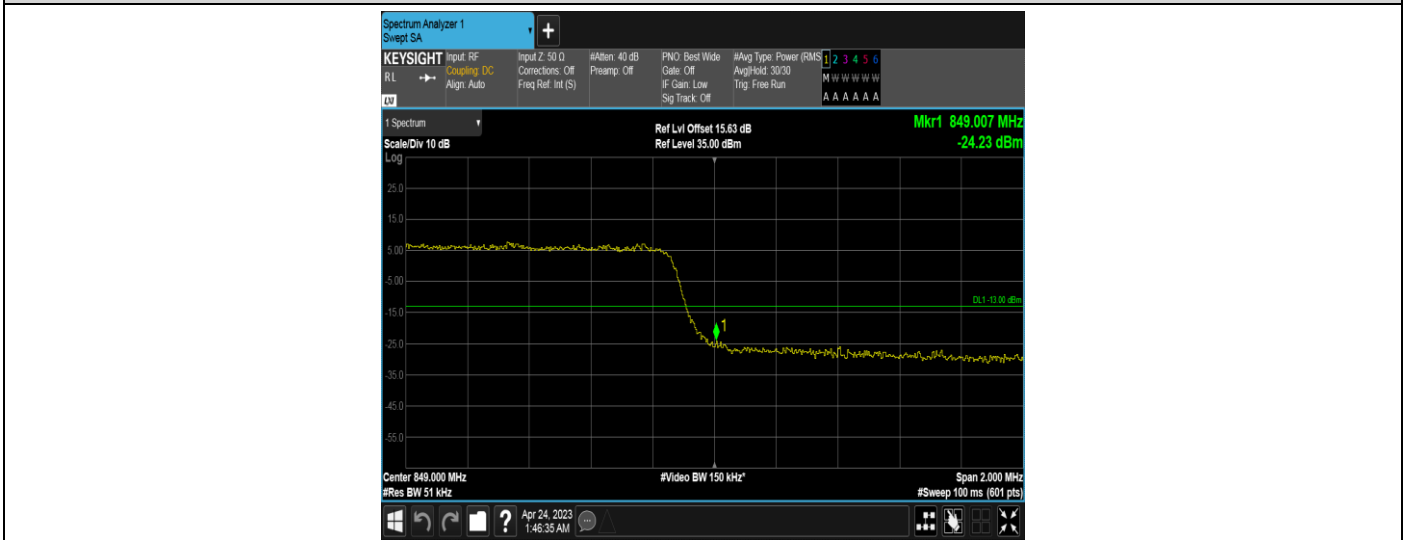 Spectrum Analyzer 1
Swept SA
+
KEYSIGHT Input: RF Input Z: 50 Ω #Atten: 40 dB PNO: Best Wide #Avg Type: Power (RMS 1 2 3 4 5 6
RL Coupling: DC Corrections: Off Preamp: Off Gate: Off Avg|Hold: 30/30 M W W W W W
Align: Auto Freq Ref: Int (S) IF Gain: Low Trig: Free Run
LXI Sig Track: Off A A A A A A
1 Spectrum Ref Lvl Offset 15.63 dB Mkr1 849.007 MHz
Scale/Div 10 dB Ref Level 35.00 dBm -24.23 dBm
Log
25.0
15.0
5.00
-5.00
DL1 -13.00 dBm
-15.0
1
-25.0
-35.0
-45.0
-55.0
Center 849.000 MHz #Video BW 150 kHz* Span 2.000 MHz
#Res BW 51 kHz #Sweep 100 ms (601 pts)
? Apr 24, 2023
1:46:35 AM